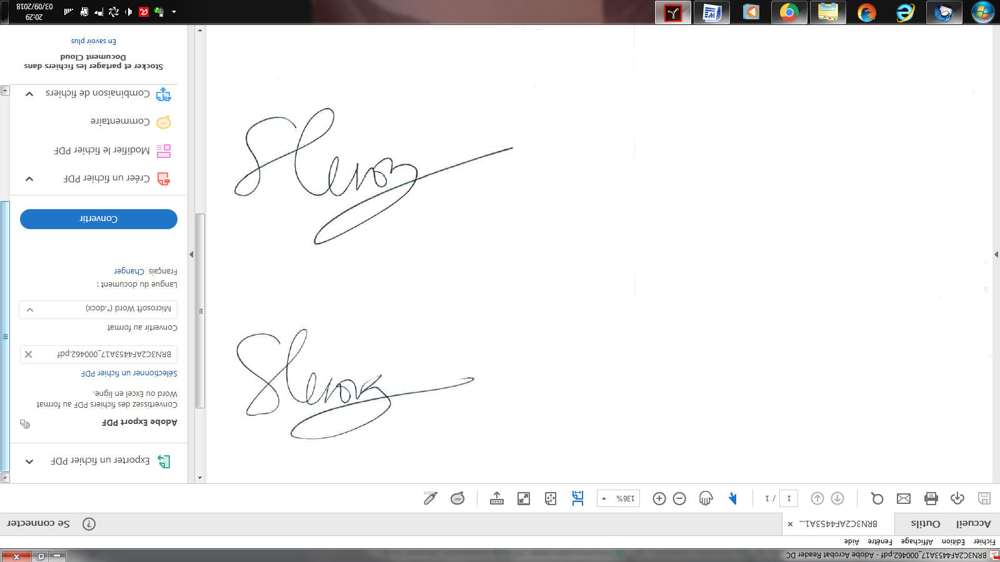 BRN3C2AF4453A17_000462.pdf - Adobe Acrobat Reader DC
Fichier Edition Affichage Fenêtre Aide
Accueil Outils BRN3C2AF4453A1... × ? Se connecter
1 / 1 136%
Exporter un fichier PDF
Adobe Export PDF
Convertissez des fichiers PDF au format
Word ou Excel en ligne.
Sélectionner un fichier PDF
BRN3C2AF4453A17_000462.pdf
Convertir au format
Microsoft Word (*.docx)
Langue du document :
Français Changer
Convertir
Créer un fichier PDF
Modifier le fichier PDF
Commentaire
Combinaison de fichiers
Stocker et partager les fichiers dans
Document Cloud
En savoir plus
20:29
03/09/2018